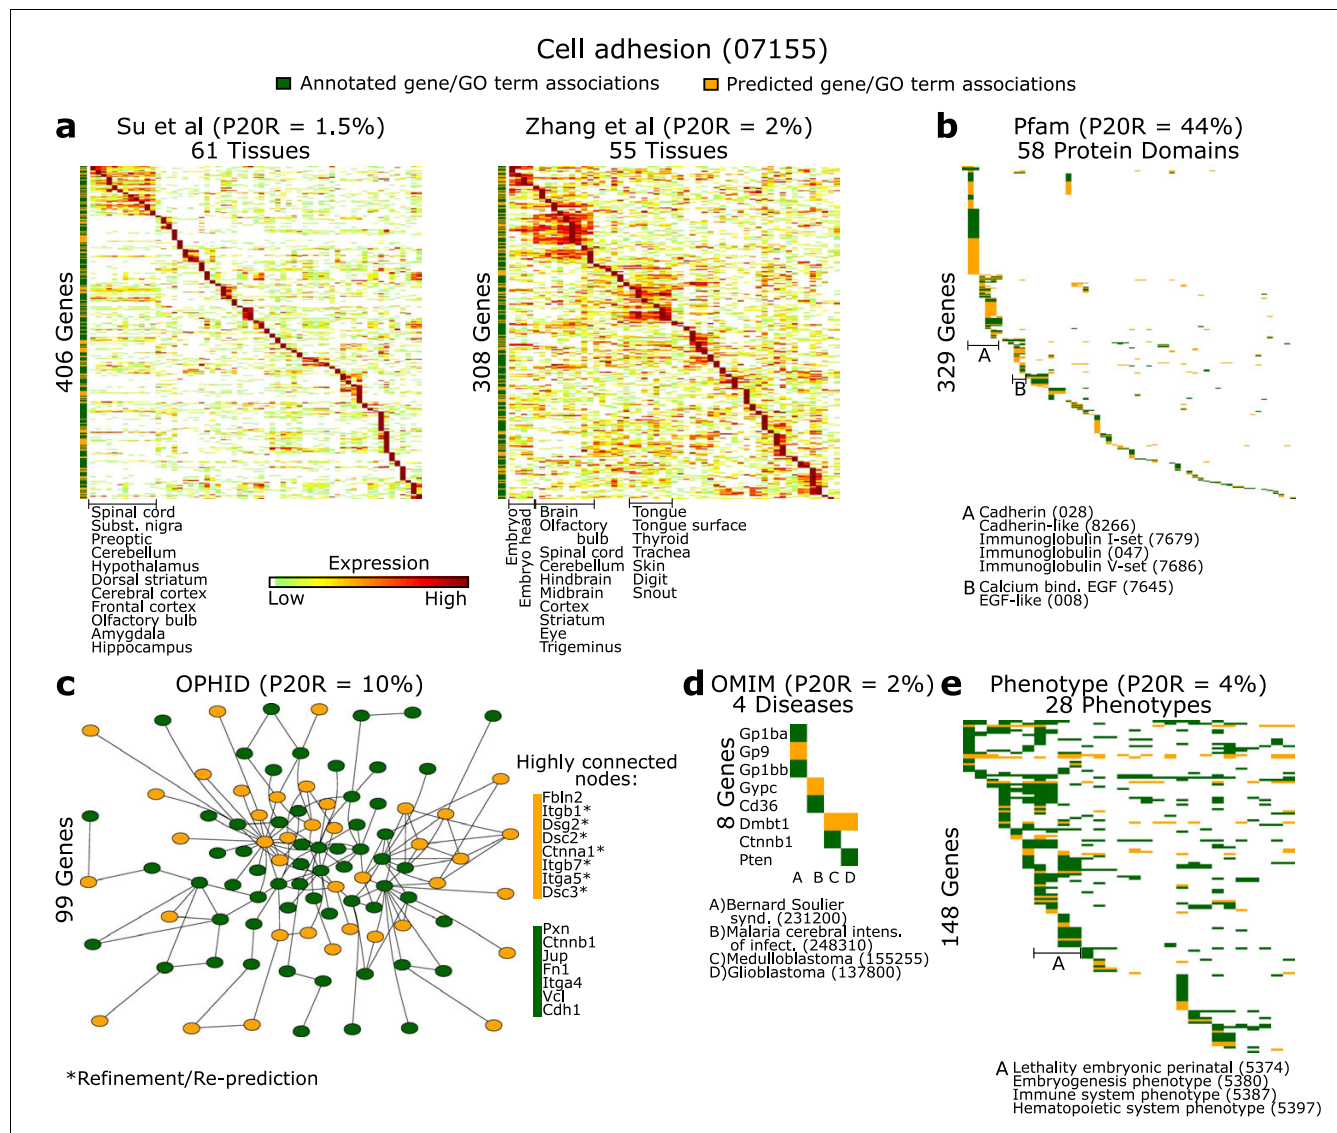 Cell adhesion (07155)
Annotated gene/GO term associations
Predicted gene/GO term associations
a
Su et al (P20R = 1.5%)
61 Tissues
406 Genes
Spinal cord
Subst. nigra
Preoptic
Cerebellum
Hypothalamus
Dorsal striatum
Cerebral cortex
Frontal cortex
Olfactory bulb
Amygdala
Hippocampus
Expression
Low
High
Zhang et al (P20R = 2%)
55 Tissues
308 Genes
Embryo
Embryo head
Brain
Olfactory
bulb
Spinal cord
Cerebellum
Hindbrain
Midbrain
Cortex
Striatum
Eye
Trigeminus
Tongue
Tongue surface
Thyroid
Trachea
Skin
Digit
Snout
b
Pfam (P20R = 44%)
58 Protein Domains
329 Genes
A
B
A Cadherin (028)
Cadherin-like (8266)
Immunoglobulin I-set (7679)
Immunoglobulin (047)
Immunoglobulin V-set (7686)
B Calcium bind. EGF (7645)
EGF-like (008)
c
OPHID (P20R = 10%)
99 Genes
Highly connected
nodes:
Fbln2
Itgb1*
Dsg2*
Dsc2*
Ctnna1*
Itgb7*
Itga5*
Dsc3*
Pxn
Ctnnb1
Jup
Fn1
Itga4
Vcl
Cdh1
*Refinement/Re-prediction
d
OMIM (P20R = 2%)
4 Diseases
8 Genes
Gp1ba
Gp9
Gp1bb
Gypc
Cd36
Dmbt1
Ctnnb1
Pten
A B C D
A)Bernard Soulier
synd. (231200)
B)Malaria cerebral intens.
of infect. (248310)
C)Medulloblastoma (155255)
D)Glioblastoma (137800)
e
Phenotype (P20R = 4%)
28 Phenotypes
148 Genes
A
A Lethality embryonic perinatal (5374)
Embryogenesis phenotype (5380)
Immune system phenotype (5387)
Hematopoietic system phenotype (5397)